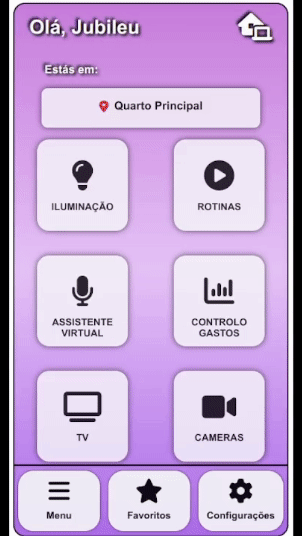 Olá, Jubileu
Estás em:
Quarto Principal
ILUMINAÇÃO
ROTINAS
ASSISTENTE
VIRTUAL
CONTROLO
GASTOS
TV
CAMERAS
Menu
Favoritos
Configurações